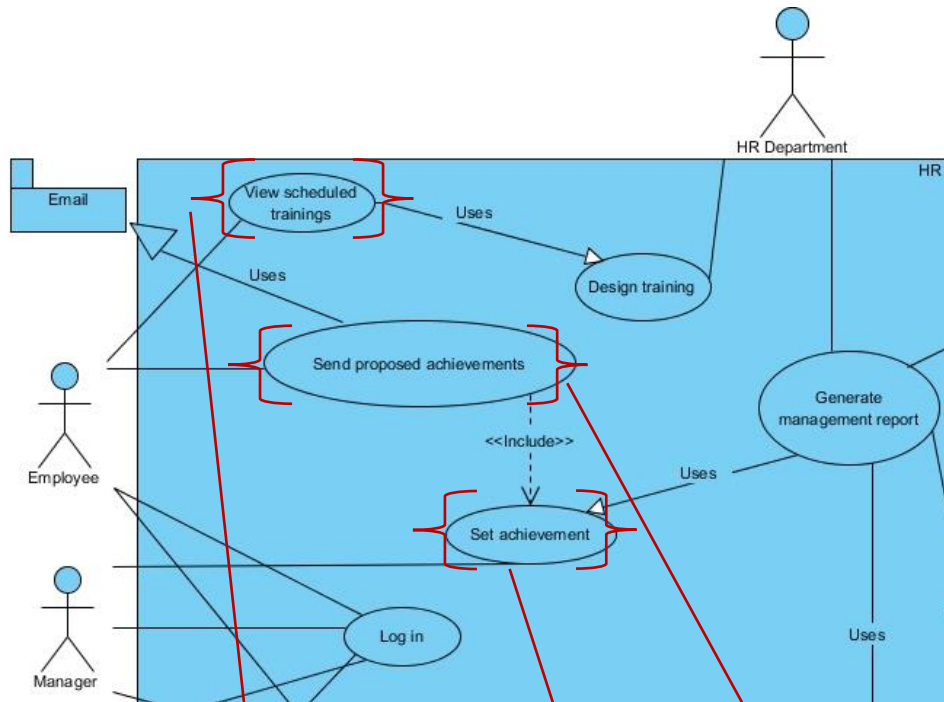 HR Department
HR
Email
View scheduled
trainings
Uses
Uses
Design training
Send proposed achievements
Generate
management report
<<Include>>
Employee
Uses
Set achievement
Log in
Uses
Manager